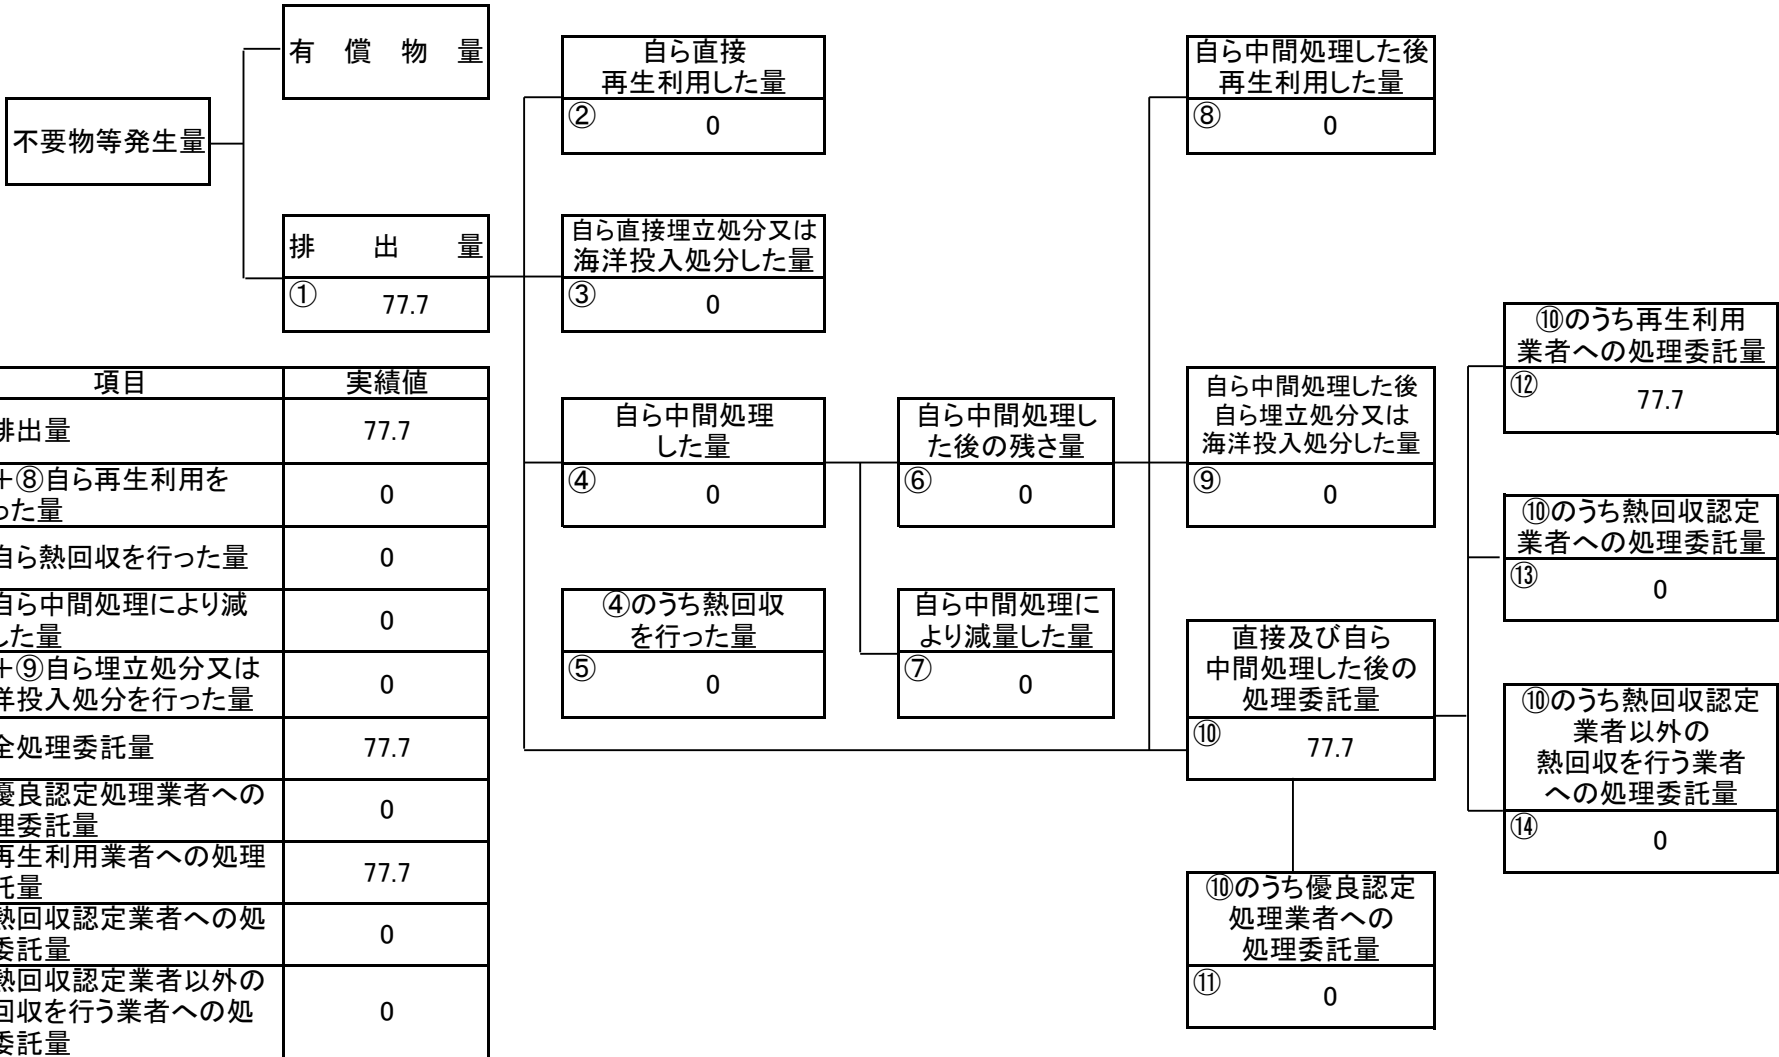 有償物量
不要物等発生量
排出量
① 77.7
自ら直接
再生利用した量
② 0
自ら直接埋立処分又は
海洋投入処分した量
③ 0
自ら中間処理
した量
④ 0
④のうち熱回収
を行った量
⑤ 0
自ら中間処理し
た後の残さ量
⑥ 0
自ら中間処理に
より減量した量
⑦ 0
自ら中間処理した後
再生利用した量
⑧ 0
自ら中間処理した後
自ら埋立処分又は
海洋投入処分した量
⑨ 0
直接及び自ら
中間処理した後の
処理委託量
⑩ 77.7
⑩のうち優良認定
処理業者への
処理委託量
⑪ 0
⑩のうち再生利用
業者への処理委託量
⑫ 77.7
⑩のうち熱回収認定
業者への処理委託量
⑬ 0
⑩のうち熱回収認定
業者以外の
熱回収を行う業者
への処理委託量
⑭ 0
項目 実績値
排出量 77.7
+⑧自ら再生利用を
った量 0
自ら熱回収を行った量 0
自ら中間処理により減
した量 0
+⑨自ら埋立処分又は
洋投入処分を行った量 0
全処理委託量 77.7
優良認定処理業者への
理委託量 0
再生利用業者への処理
託量 77.7
熱回収認定業者への処
委託量 0
熱回収認定業者以外の
回収を行う業者への処
委託量 0